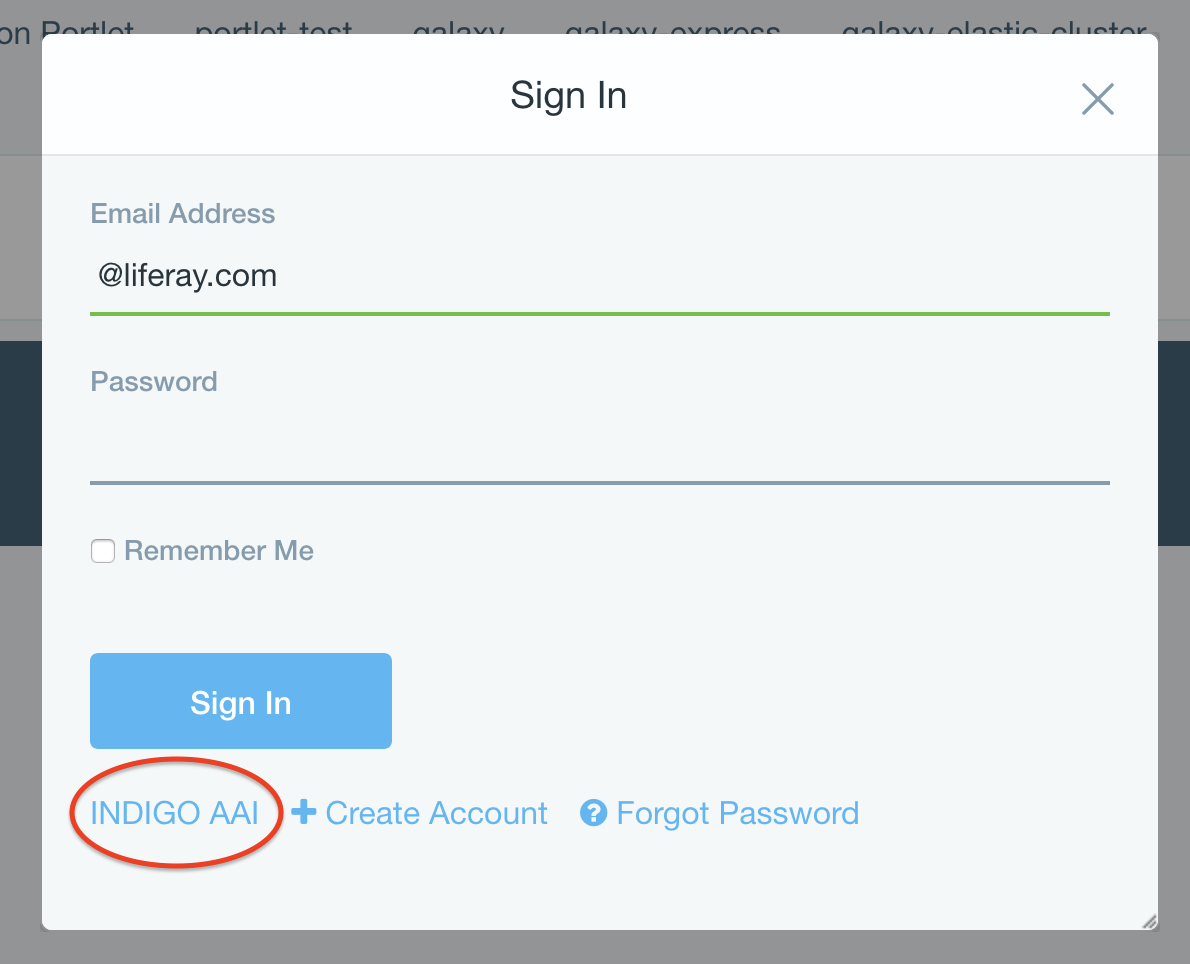 on Portlet portlet-test galaxy galaxy-express galaxy-elastic-cluster
Sign In
Email Address
@liferay.com
Password
Remember Me
Sign In
INDIGO AAI Create Account Forgot Password